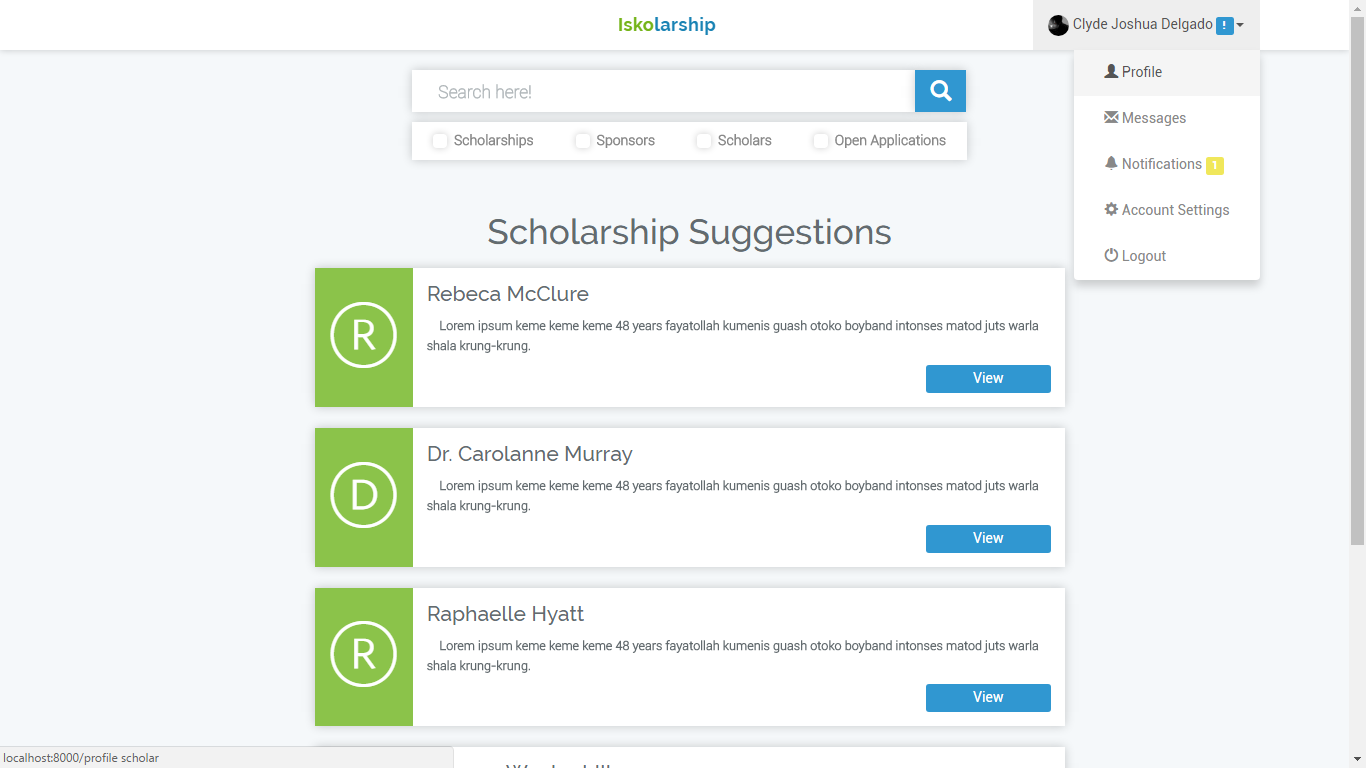 Iskolarship
Clyde Joshua Delgado !
Profile
Messages
Notifications 1
Account Settings
Logout
Search here!
Scholarships Sponsors Scholars Open Applications
Scholarship Suggestions
R
Rebeca McClure
Lorem ipsum keme keme keme 48 years fayatollah kumenis guash otoko boyband intonses matod juts warla
shala krung-krung.
View
D
Dr. Carolanne Murray
Lorem ipsum keme keme keme 48 years fayatollah kumenis guash otoko boyband intonses matod juts warla
shala krung-krung.
View
R
Raphaelle Hyatt
Lorem ipsum keme keme keme 48 years fayatollah kumenis guash otoko boyband intonses matod juts warla
shala krung-krung.
View
localhost:8000/profile scholar